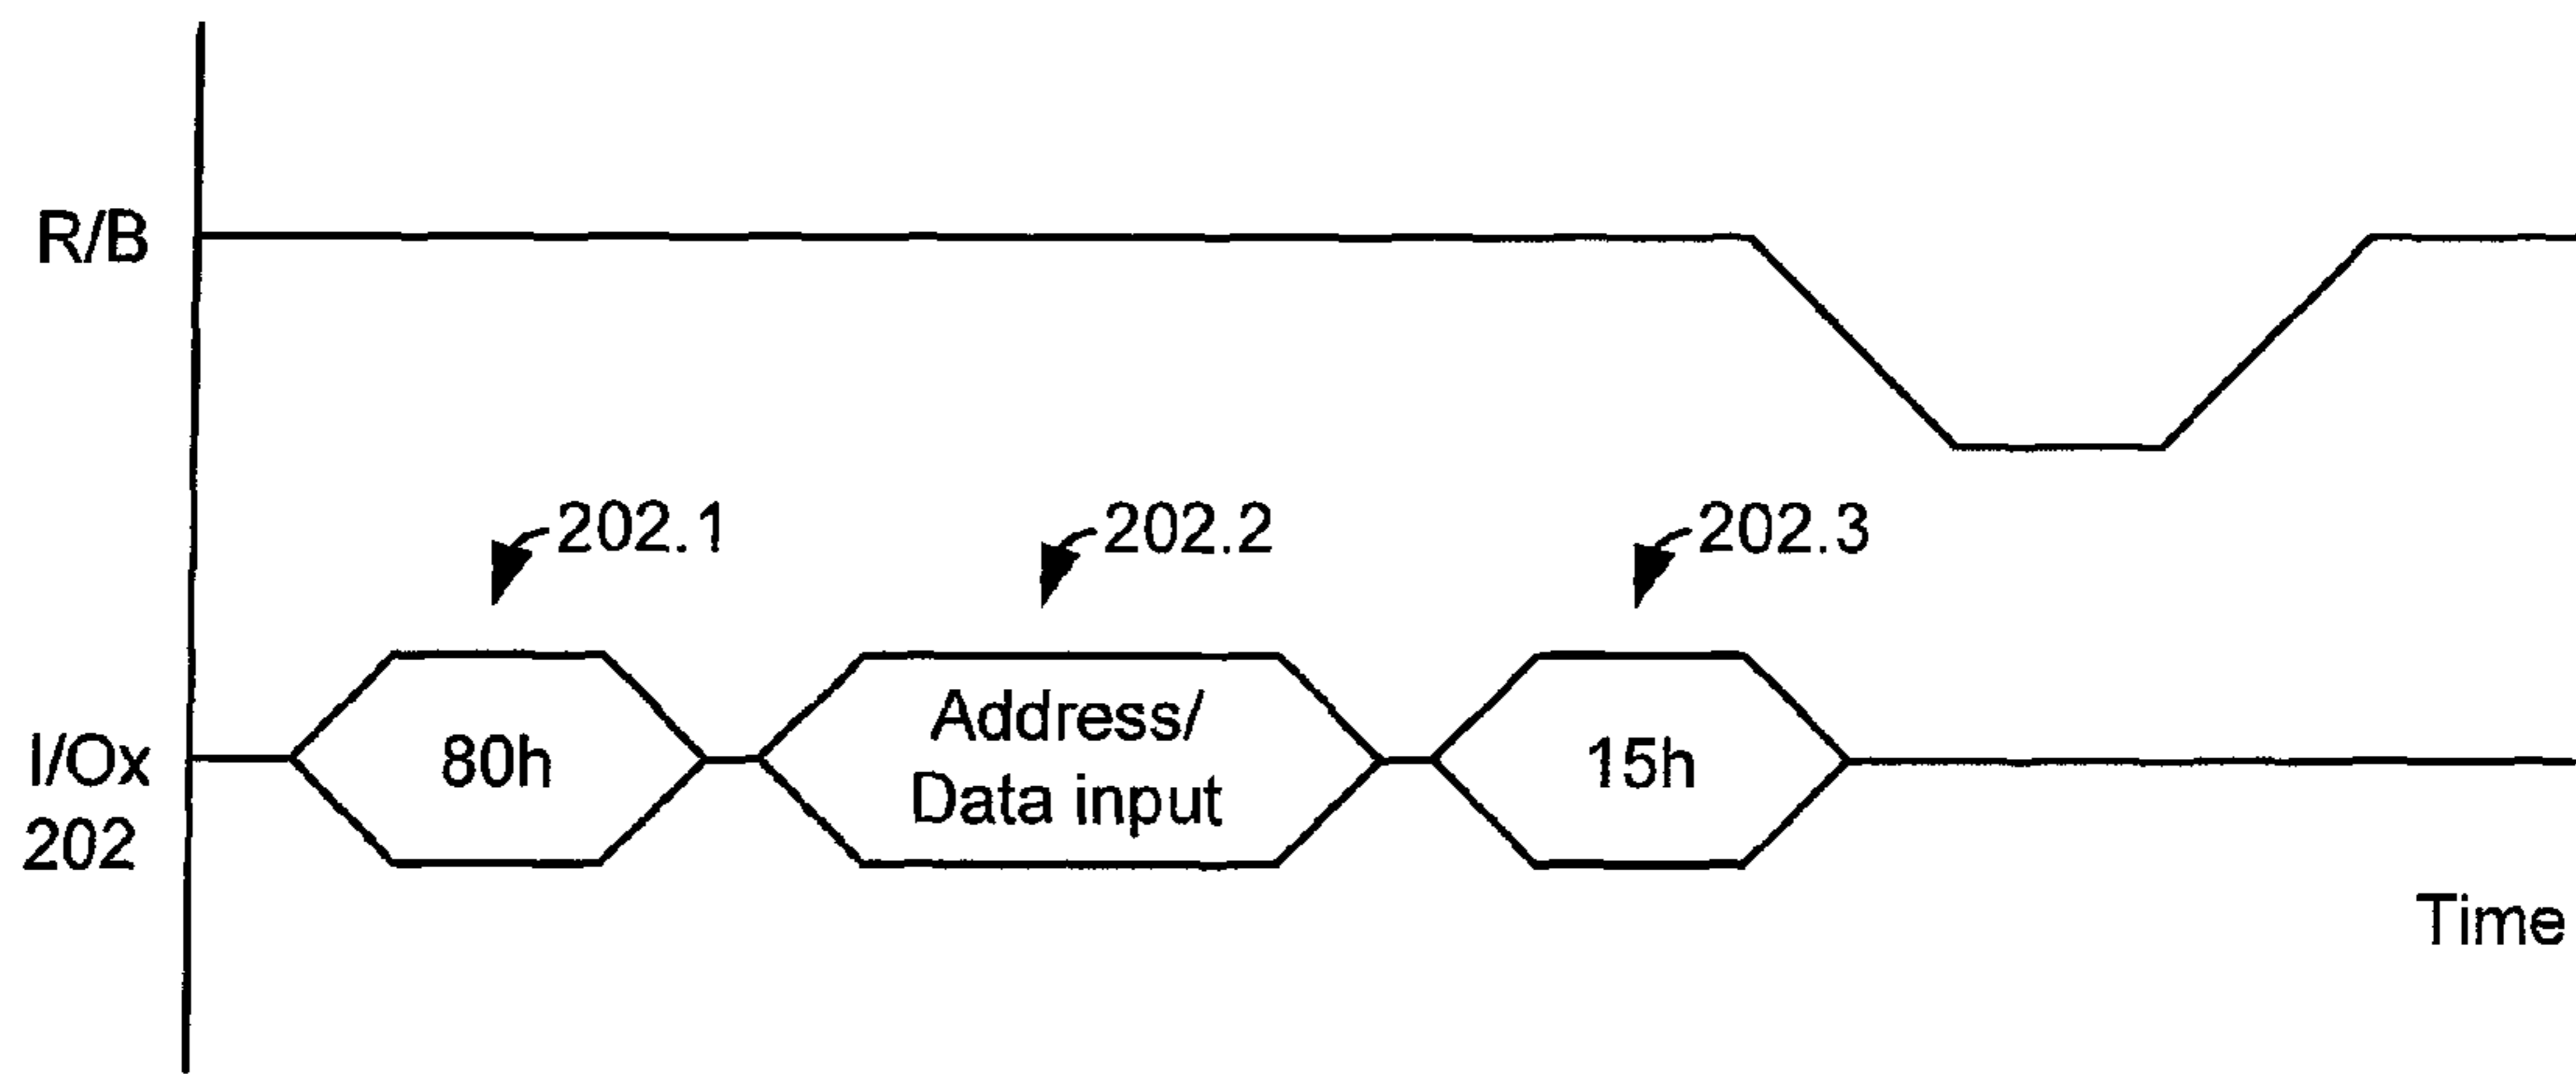 R/B
202.1
202.2
202.3
I/Ox
202
80h
Address/
Data input
15h
Time